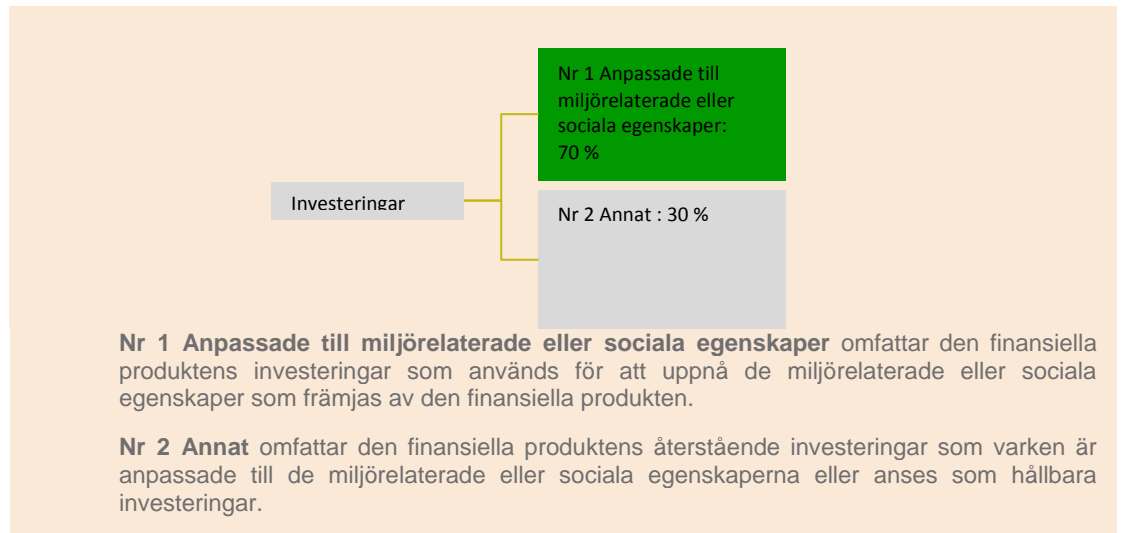 Nr 1 Anpassade till
miljörelaterade eller
sociala egenskaper:
70 %
Investeringar
Nr 2 Annat : 30 %
Nr 1 Anpassade till miljörelaterade eller sociala egenskaper omfattar den finansiella
produktens investeringar som används för att uppnå de miljörelaterade eller sociala
egenskaper som främjas av den finansiella produkten.
Nr 2 Annat omfattar den finansiella produktens återstående investeringar som varken är
anpassade till de miljörelaterade eller sociala egenskaperna eller anses som hållbara
investeringar.